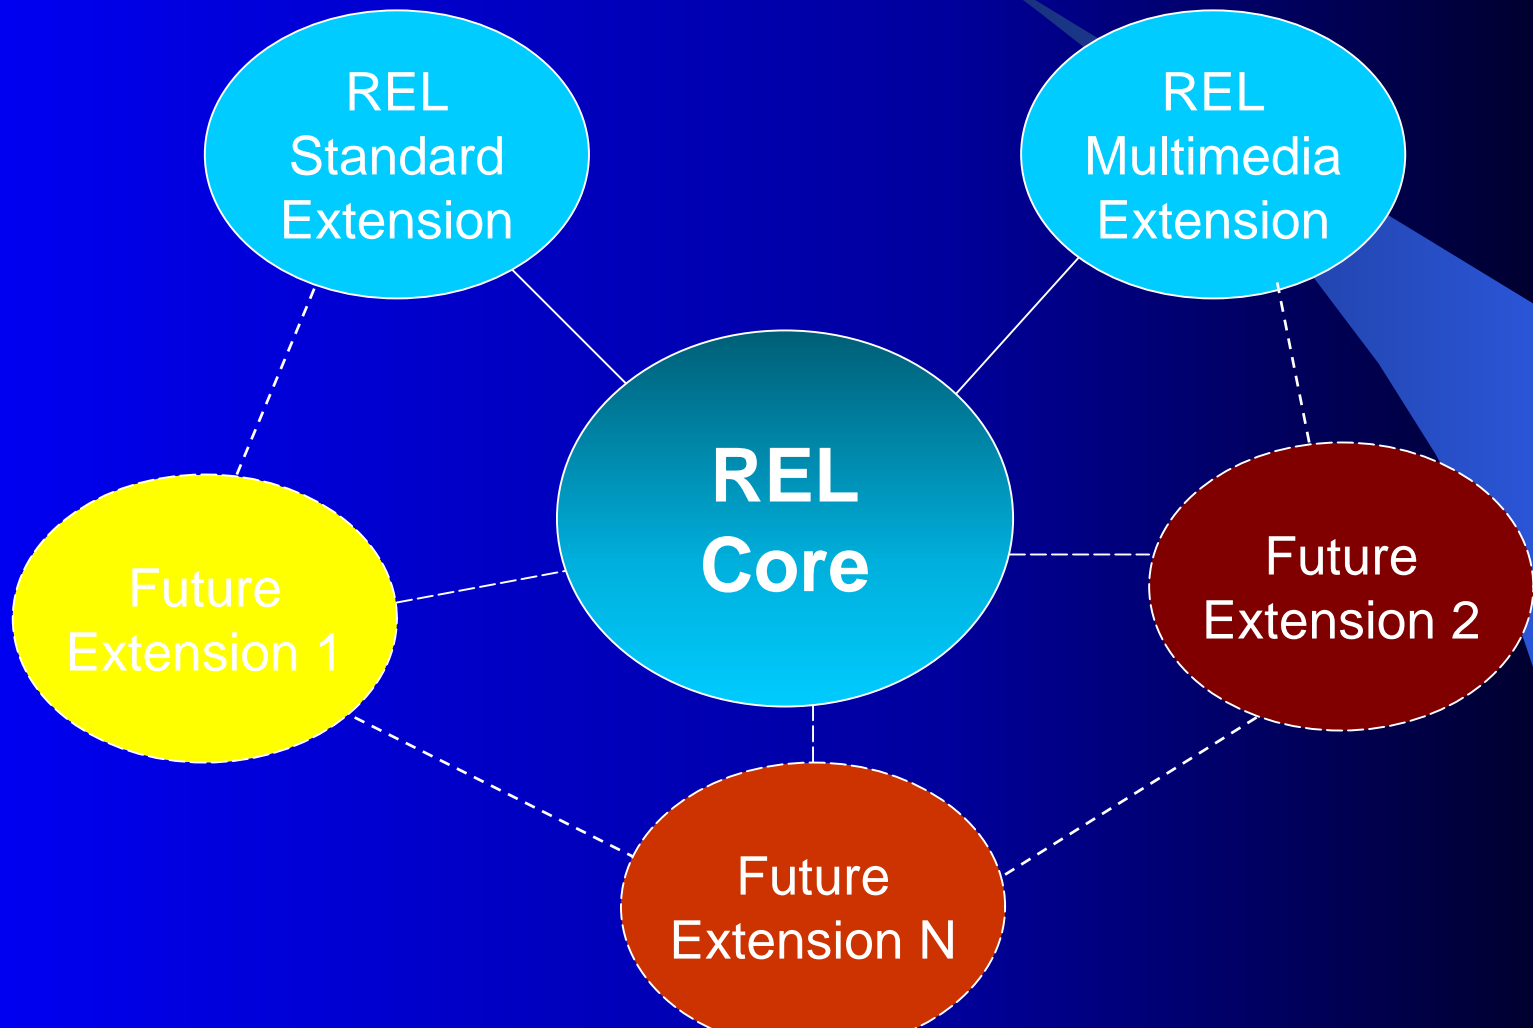 REL
Standard
Extension
REL
Multimedia
Extension
REL
Core
Future
Extension 1
Future
Extension 2
Future
Extension N